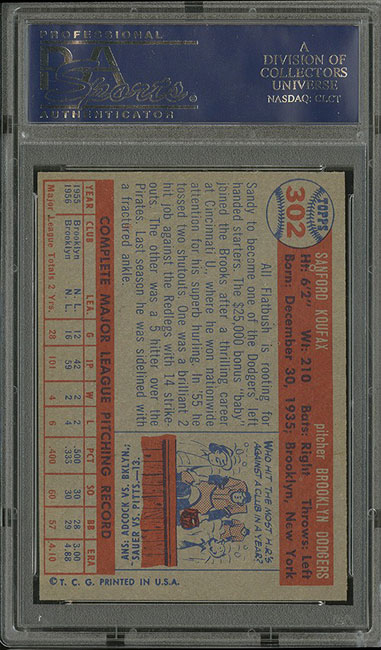 PROFESSIONAL
PSA
Sports
AUTHENTICATOR
A
DIVISION OF
COLLECTORS
UNIVERSE
NASDAQ: CLCT
TOPPS
302
SANFORD KOUFAX
pitcher BROOKLYN DODGERS
Ht: 6'2" Wt: 210 Bats: Right Throws: Left
Born: December 30, 1935; Brooklyn, New York
All Flatbush is rooting for
Sandy to become one of the Dodgers left
handed starters. The $25,000 bonus "baby"
joined the Brooks after a thrilling career
at Cincinnati U., where he won nationwide
attention for his speed. In '55 he
tossed two shutouts. One was a brilliant 2
hit job against the Redlegs with 14 strike-
outs. The other was a 5 hitter over the
Pirates. Last season he was sidelined with
a fractured ankle.
WHO HIT THE MOST H.R.'S
AGAINST A CLUB IN A YEAR?
SAUER VS. PITTS.—'53.
ANS: ADCOCK VS. BKLYN.;
COMPLETE MAJOR LEAGUE PITCHING RECORD
YEAR CLUB LEA. G IP W L PCT SO BB ERA
1955 Brooklyn N. L. 12 42 2 2 .500 30 28 3.00
1956 Brooklyn N. L. 16 59 2 4 .333 30 29 4.88
Major League Totals 2 Yrs. 28 101 4 6 .400 60 57 4.10
© T. C. G. PRINTED IN U.S.A.